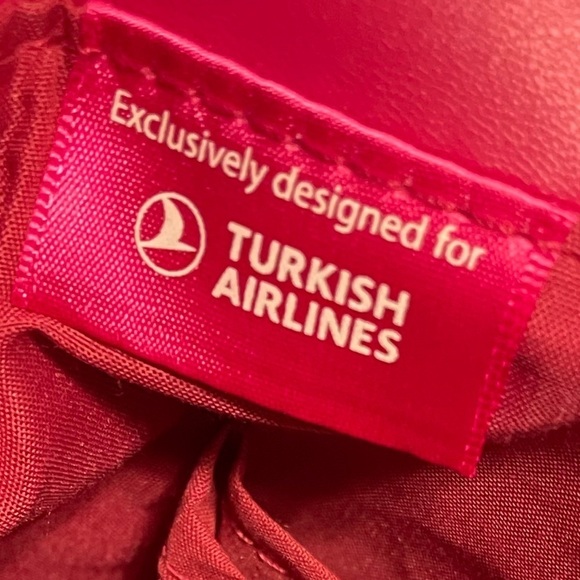 Exclusively designed for
TURKISH
AIRLINES